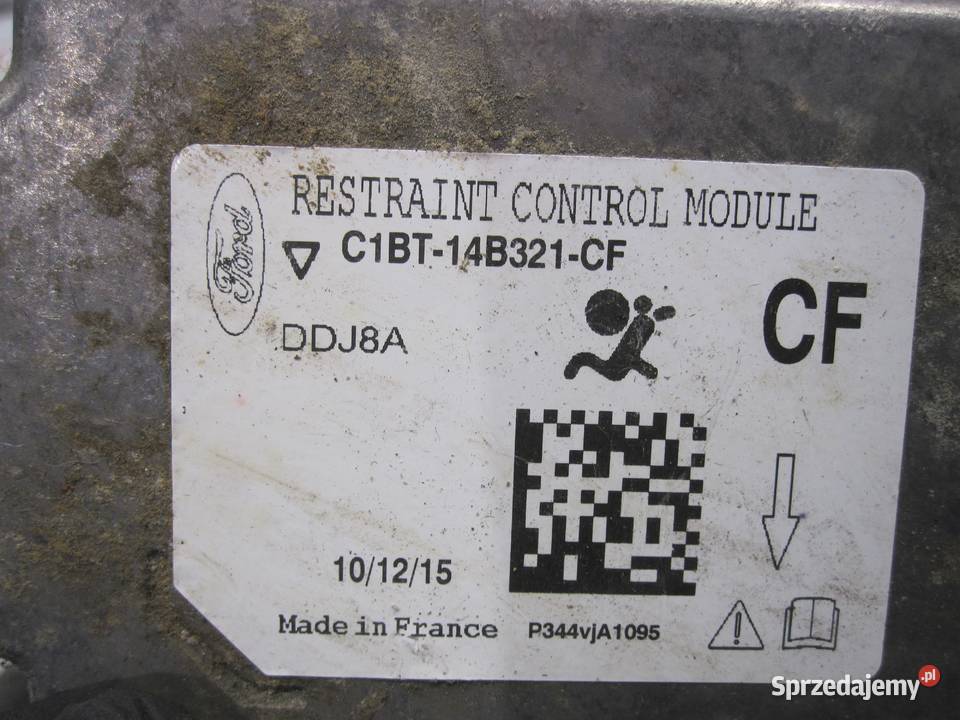 RESTRAINT CONTROL MODULE
Ford
C1BT-14B321-CF
CF
DDJ8A
10/12/15
Made in France
P344vjA1095
Sprzedajemy.pl